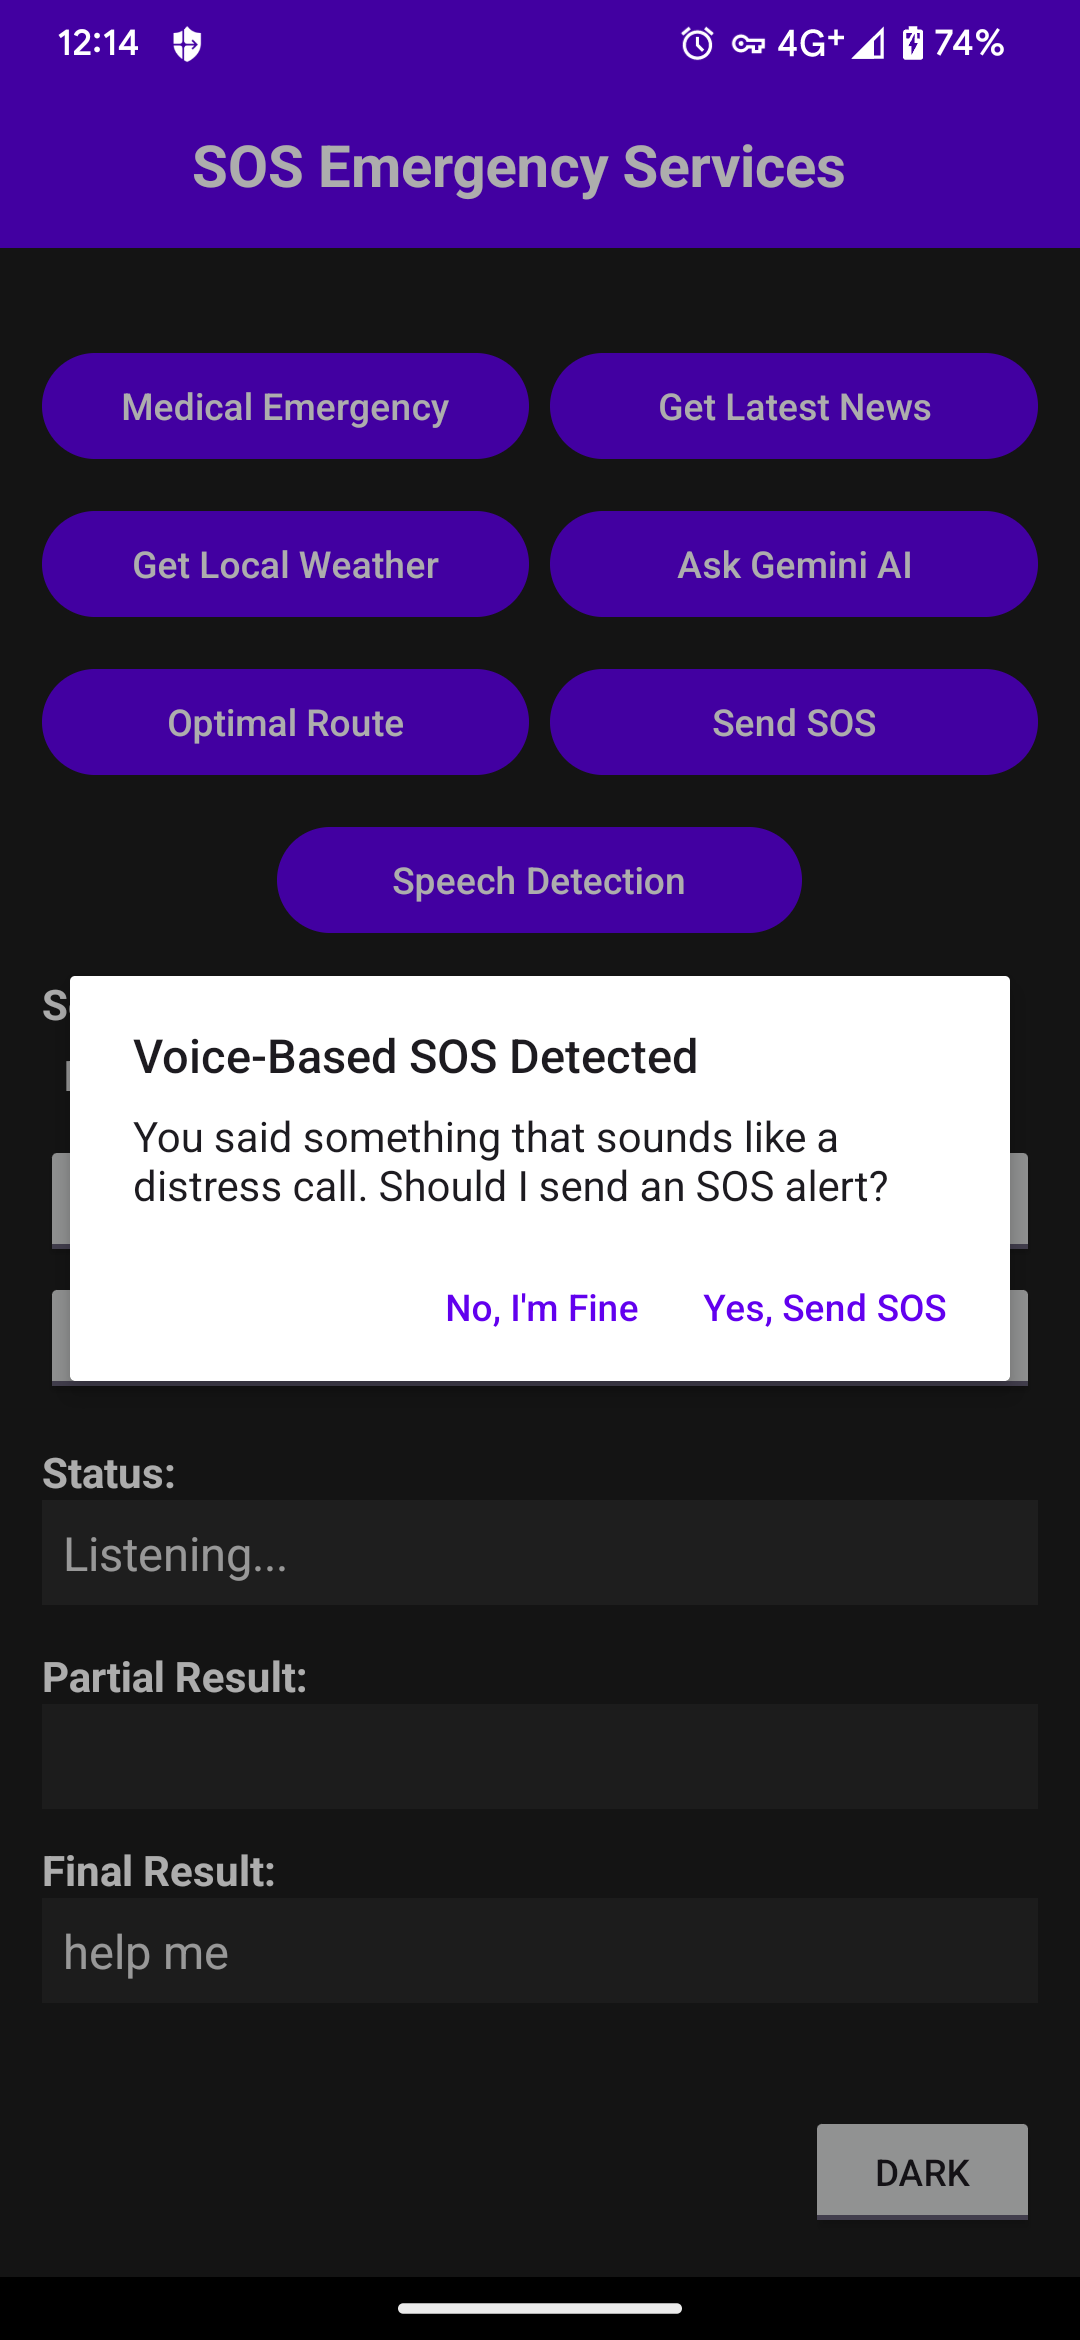 12:14 4G+ 74%
SOS Emergency Services
Medical Emergency Get Latest News
Get Local Weather Ask Gemini AI
Optimal Route Send SOS
Speech Detection
Voice-Based SOS Detected
You said something that sounds like a
distress call. Should I send an SOS alert?
No, I'm Fine Yes, Send SOS
Status:
Listening...
Partial Result:
Final Result:
help me
DARK